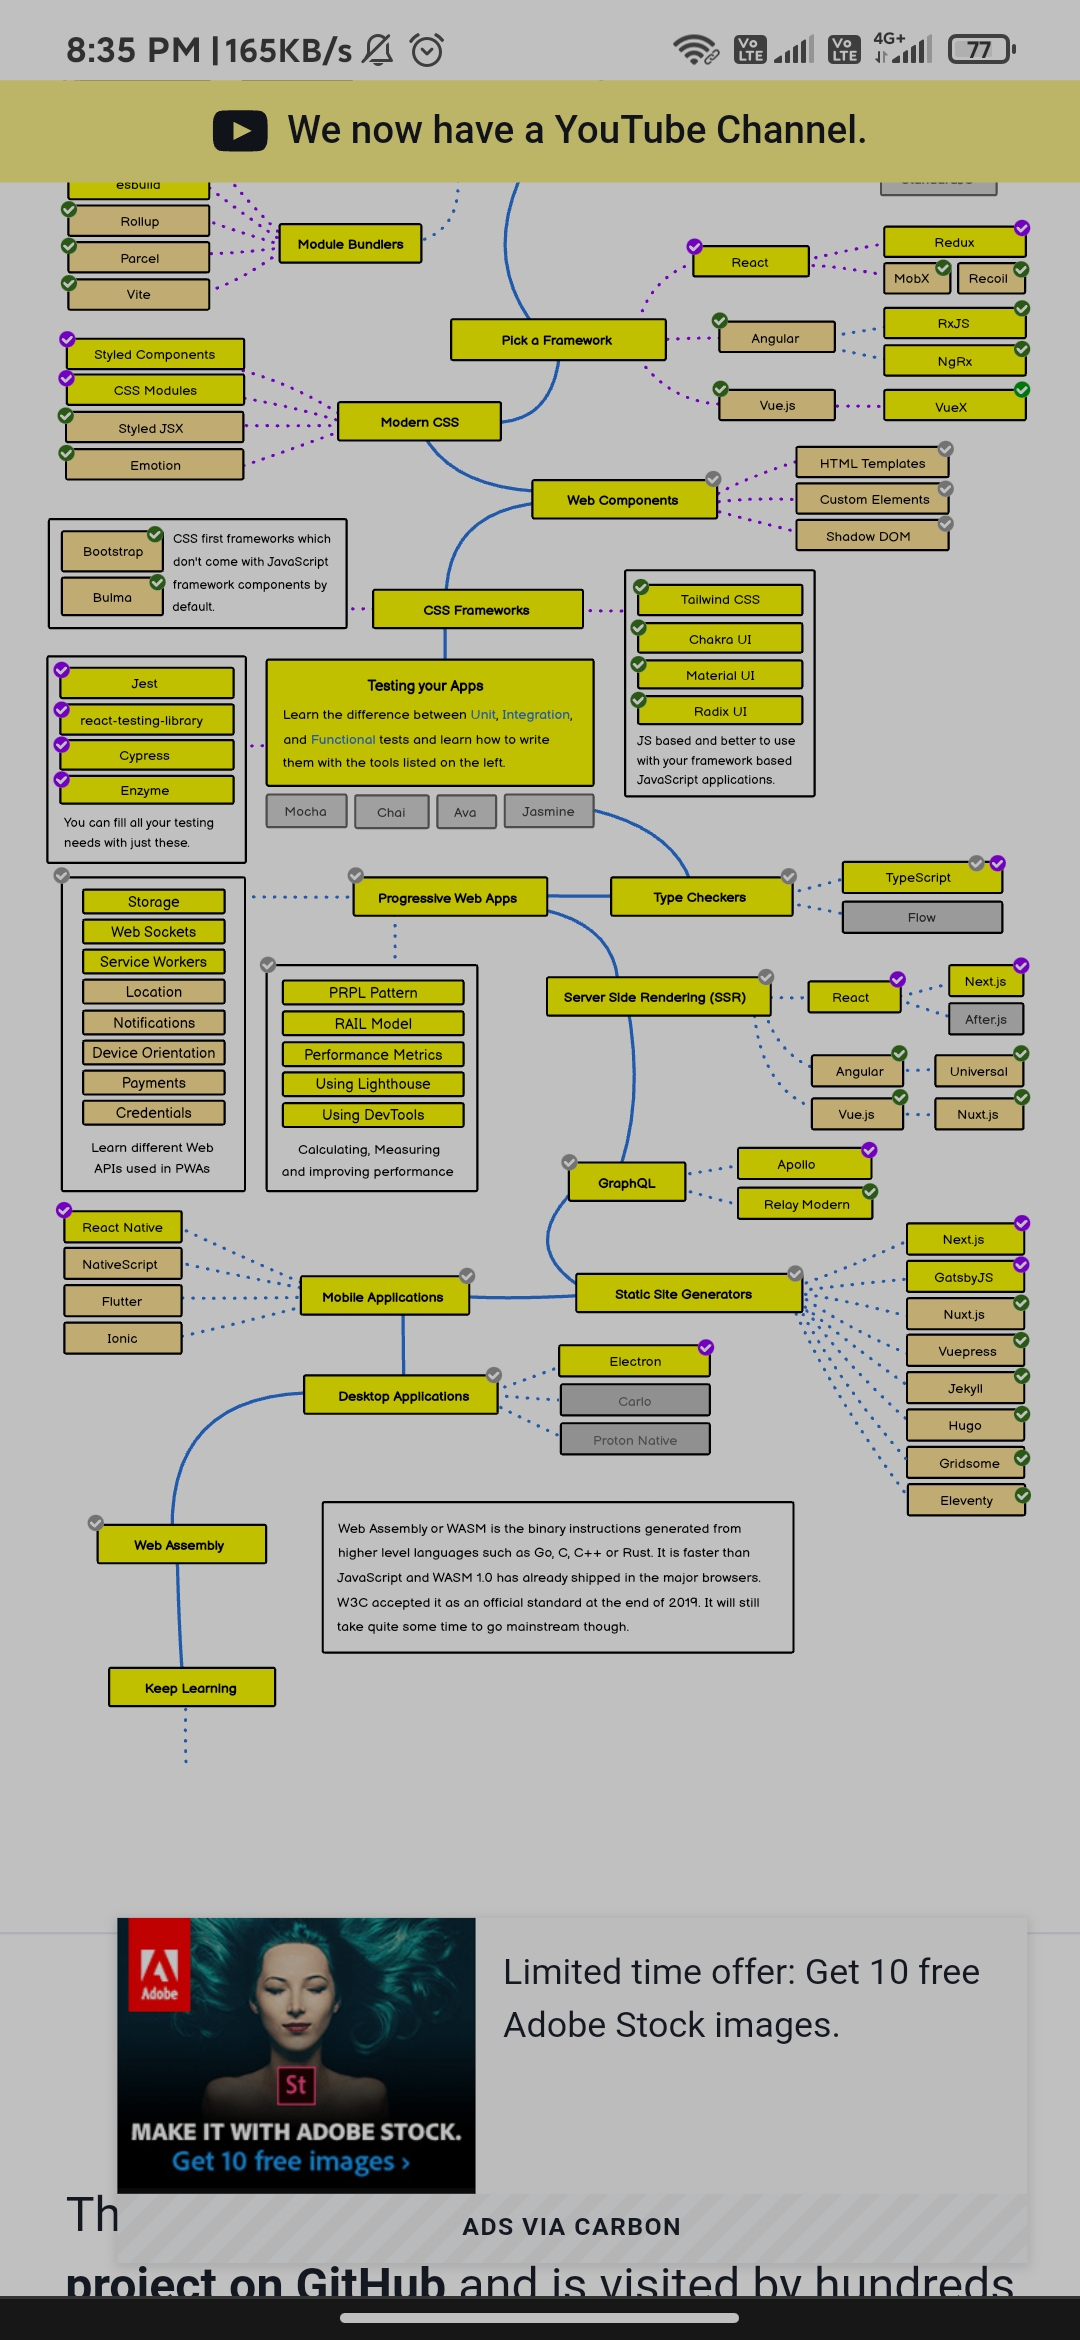 8:35 PM | 165KB/s
Vo LTE
Vo LTE
4G+
77
We now have a YouTube Channel.
esbuild
Rollup
Parcel
Vite
Module Bundlers
Pick a Framework
React
Redux
MobX
Recoil
Angular
RxJS
NgRx
Vue.js
VueX
Styled Components
CSS Modules
Styled JSX
Emotion
Modern CSS
Web Components
HTML Templates
Custom Elements
Shadow DOM
Bootstrap
Bulma
CSS first frameworks which
don't come with JavaScript
framework components by
default.
CSS Frameworks
Tailwind CSS
Chakra UI
Material UI
Radix UI
JS based and better to use
with your framework based
JavaScript applications.
Jest
react-testing-library
Cypress
Enzyme
You can fill all your testing
needs with just these.
Testing your Apps
Learn the difference between Unit, Integration,
and Functional tests and learn how to write
them with the tools listed on the left.
Mocha
Chai
Ava
Jasmine
Progressive Web Apps
Type Checkers
TypeScript
Flow
Storage
Web Sockets
Service Workers
Location
Notifications
Device Orientation
Payments
Credentials
Learn different Web
APIs used in PWAs
PRPL Pattern
RAIL Model
Performance Metrics
Using Lighthouse
Using DevTools
Calculating, Measuring
and improving performance
Server Side Rendering (SSR)
React
Next.js
After.js
Angular
Universal
Vue.js
Nuxt.js
GraphQL
Apollo
Relay Modern
React Native
NativeScript
Flutter
Ionic
Mobile Applications
Static Site Generators
Next.js
GatsbyJS
Nuxt.js
Vuepress
Jekyll
Hugo
Gridsome
Eleventy
Desktop Applications
Electron
Carlo
Proton Native
Web Assembly
Web Assembly or WASM is the binary instructions generated from
higher level languages such as Go, C, C++ or Rust. It is faster than
JavaScript and WASM 1.0 has already shipped in the major browsers.
W3C accepted it as an official standard at the end of 2019. It will still
take quite some time to go mainstream though.
Keep Learning
Adobe
St
MAKE IT WITH ADOBE STOCK.
Get 10 free images ›
Limited time offer: Get 10 free
Adobe Stock images.
ADS VIA CARBON
Th
project on GitHub and is visited by hundreds